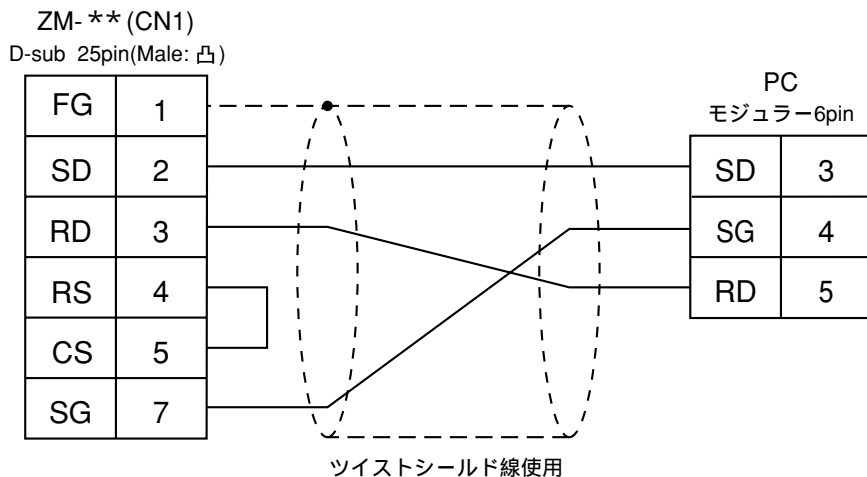 ZM-**(CN1)
D-sub 25pin(Male: 凸)
FG 1
SD 2
RD 3
RS 4
CS 5
SG 7
PC
モジュラー6pin
SD 3
SG 4
RD 5
ツイストシールド線使用